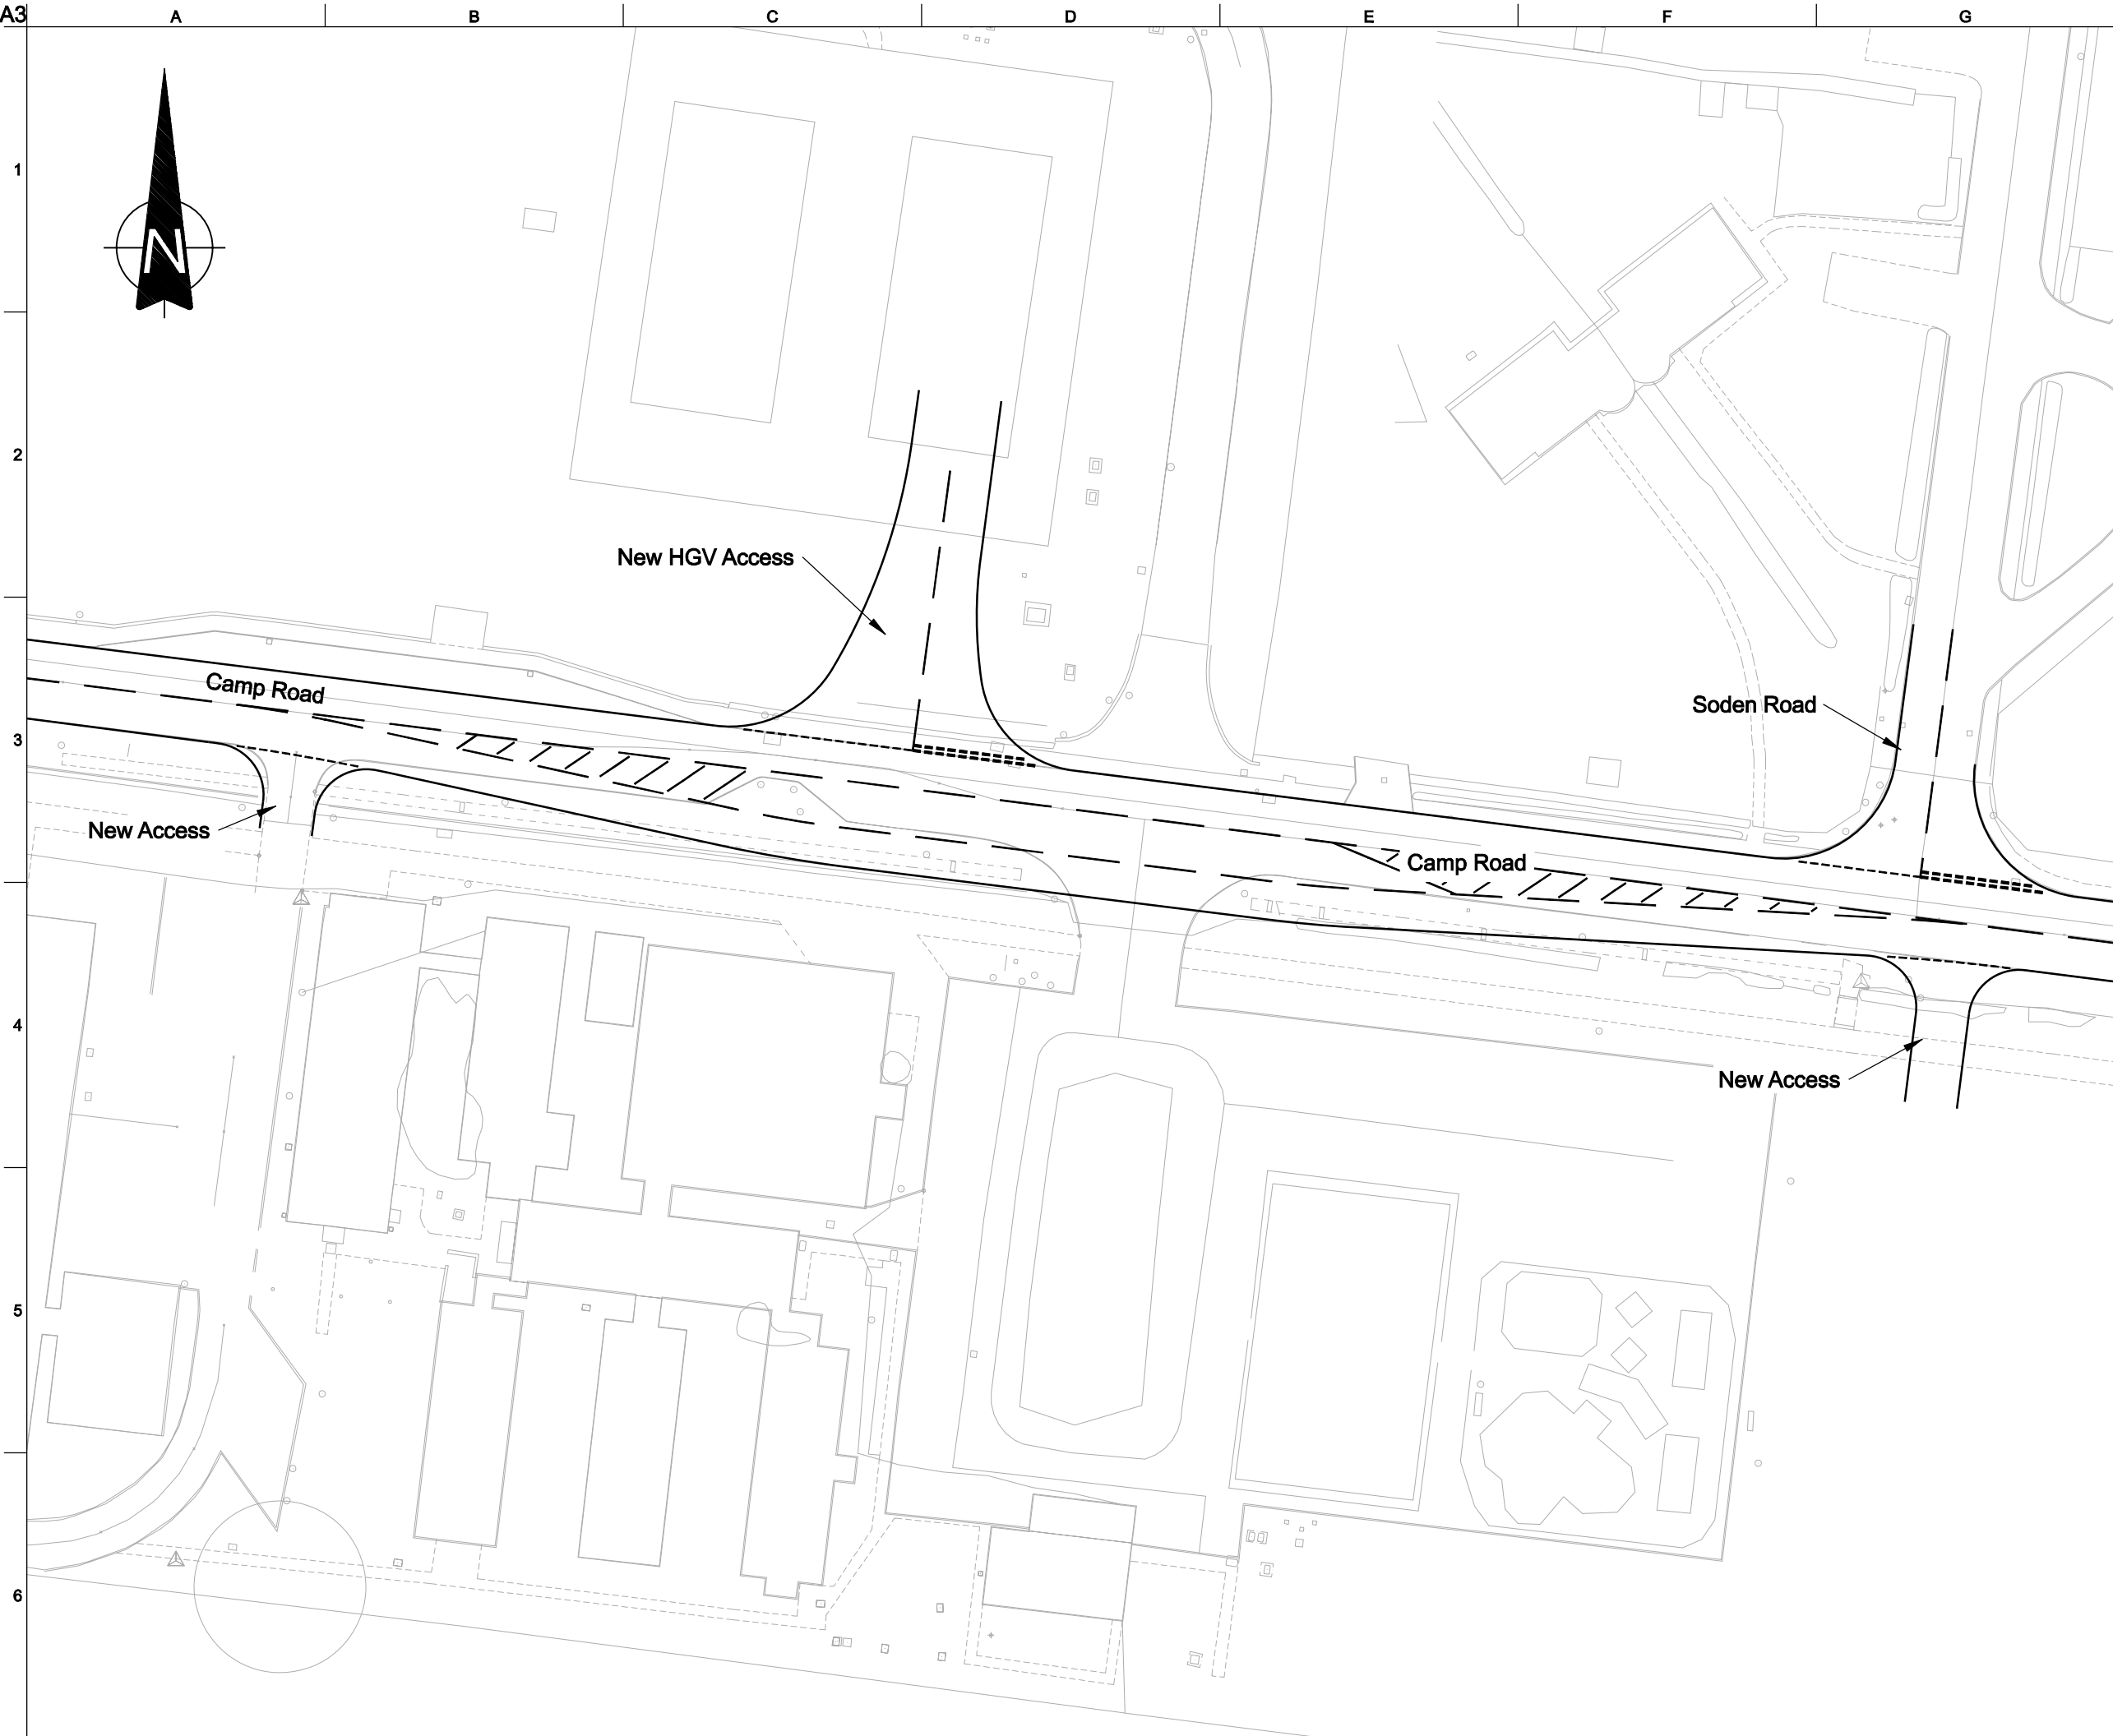 A3
A B C D E F G
N
1
2
New HGV Access
Camp Road
Soden Road
3
New Access
Camp Road
4
New Access
5
6